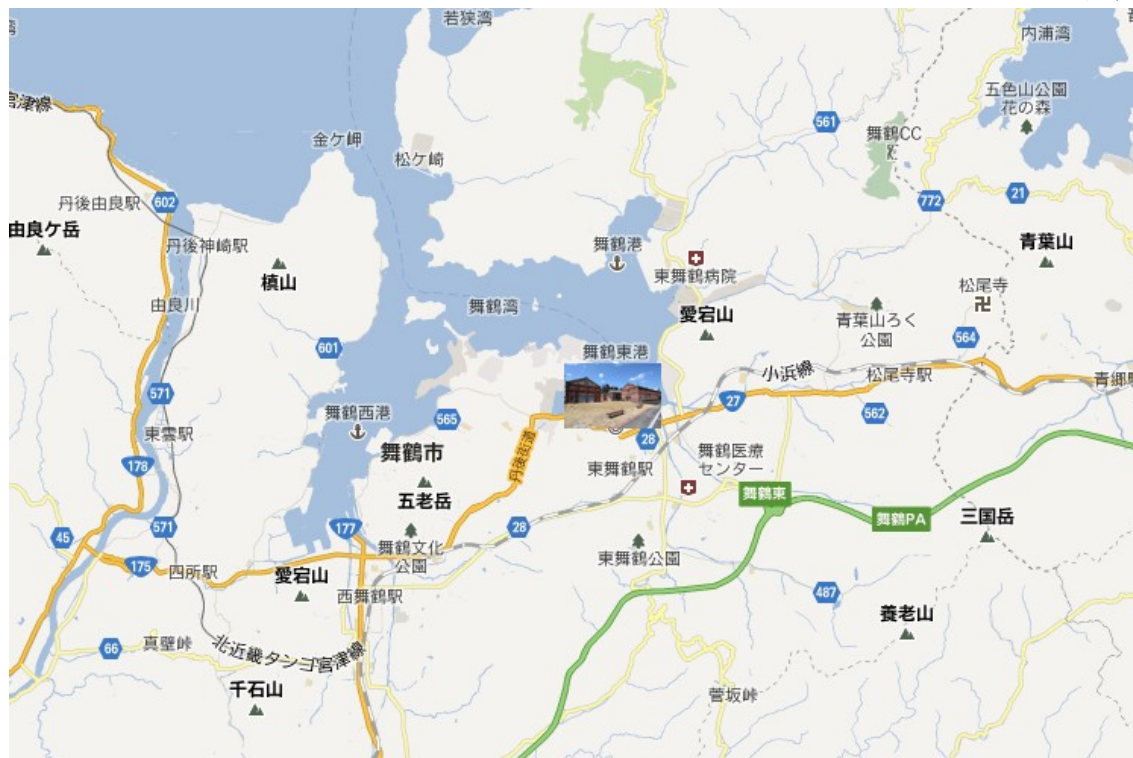 若狭湾
内浦湾
五色山公園
花の森
宮津線
金ケ岬
松ケ崎
561
舞鶴CC
丹後由良駅
602
772
21
由良ケ岳
丹後神崎駅
舞鶴港
青葉山
槙山
東舞鶴病院
松尾寺
由良川
舞鶴湾
愛宕山
青葉山ろく
公園
564
601
舞鶴東港
小浜線
松尾寺駅
青郷駅
571
舞鶴西港
565
27
562
東雲駅
丹後街道
28
舞鶴市
178
東舞鶴駅
舞鶴医療
センター
五老岳
舞鶴東
舞鶴PA
三国岳
571
177
28
45
舞鶴文化
公園
東舞鶴公園
175
四所駅
愛宕山
西舞鶴駅
487
養老山
66
真壁峠
北近畿タンゴ宮津線
千石山
菅坂峠